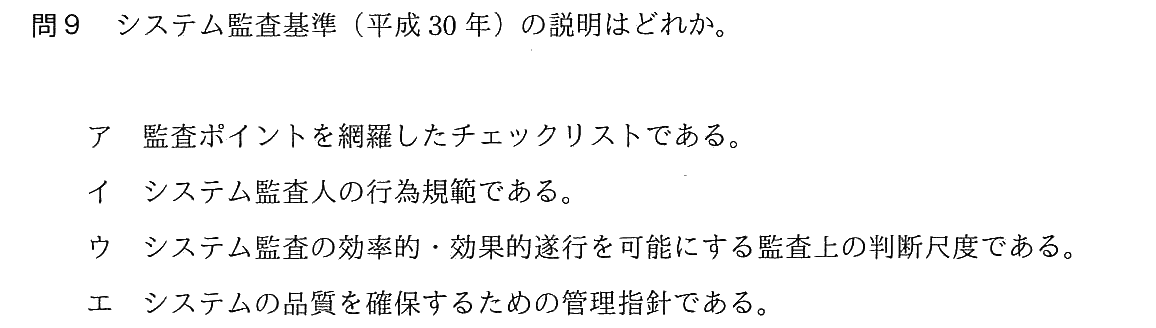 問９　システム監査基準（平成 30 年）の説明はどれか。
ア　監査ポイントを網羅したチェックリストである。
イ　システム監査人の行為規範である。
ウ　システム監査の効率的・効果的遂行を可能にする監査上の判断尺度である。
エ　システムの品質を確保するための管理指針である。